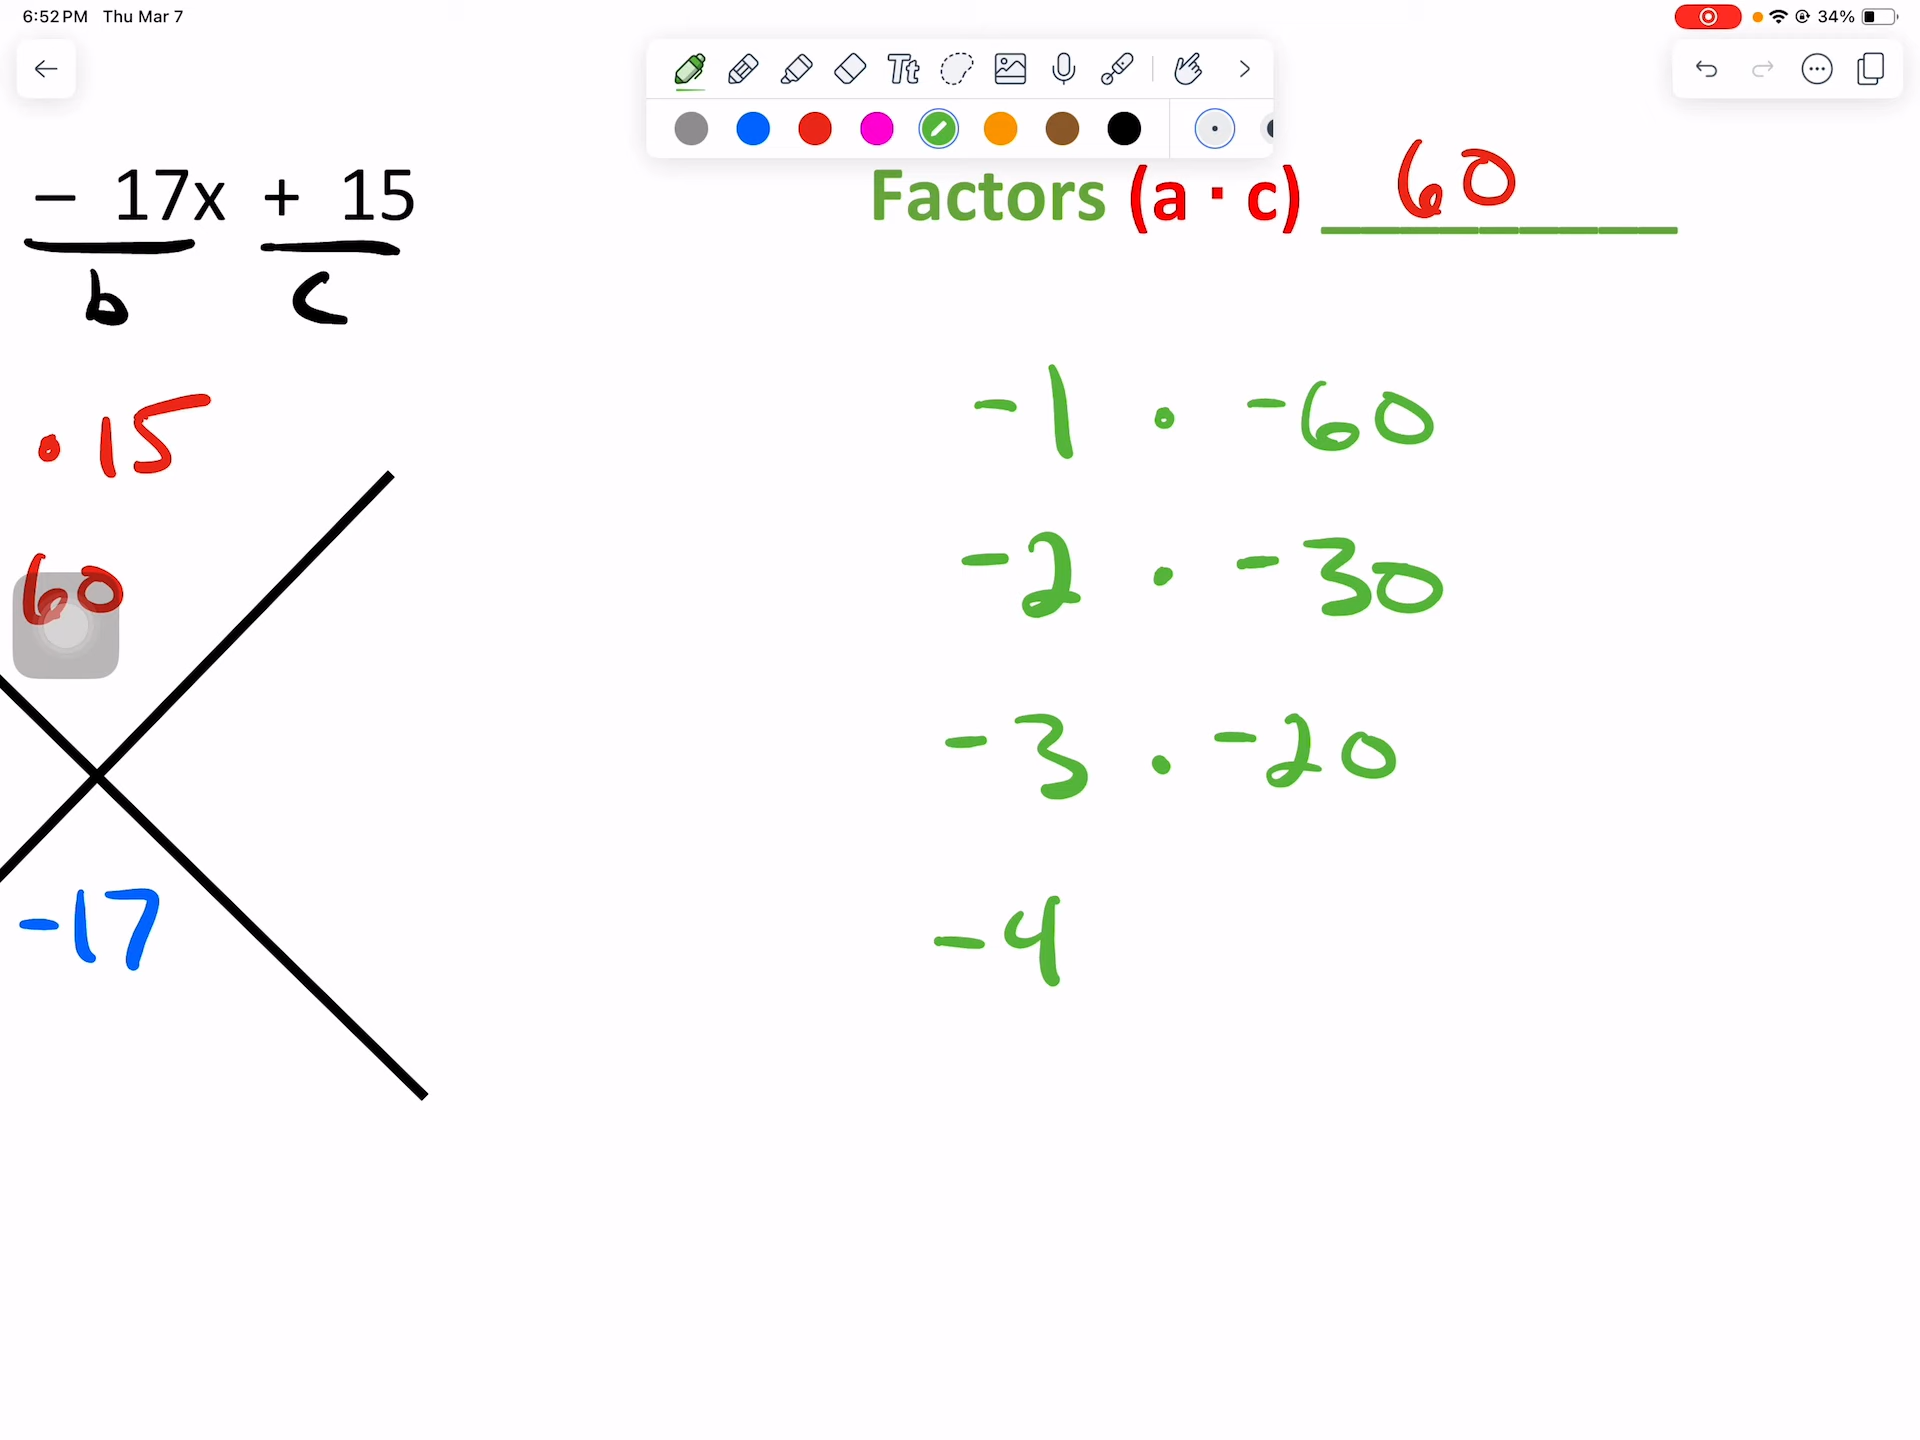 6:52 PM Thu Mar 7
34%
Tt
− 17x + 15
b c
Factors (a · c) 60
· 15
60
-17
-1 · -60
-2 · -30
-3 · -20
-4